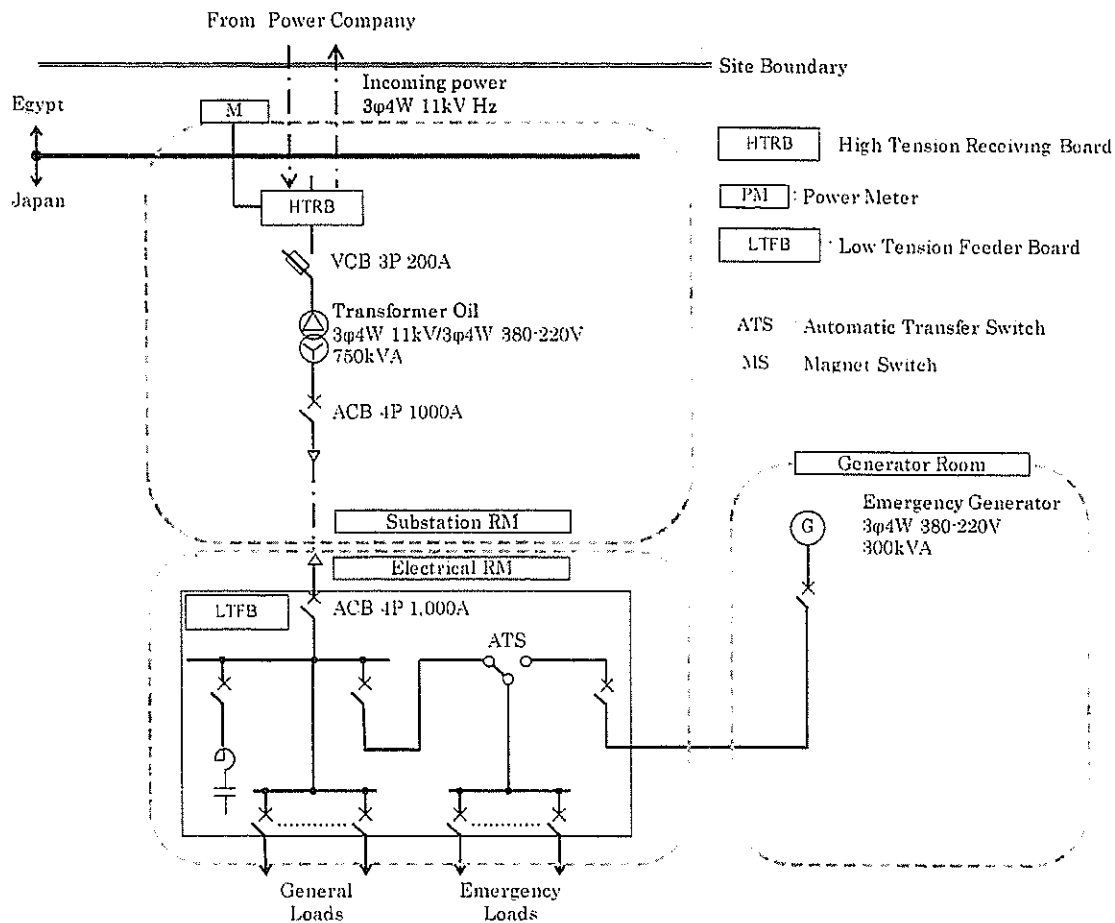 From Power Company
Site Boundary
Incoming power
3φ4W 11kV Hz
Egypt
M
Japan
HTRB
HTRB High Tension Receiving Board
PM : Power Meter
LTFB : Low Tension Feeder Board
VCB 3P 200A
Transformer Oil
3φ4W 11kV/3φ4W 380-220V
750kVA
ATS Automatic Transfer Switch
MS Magnet Switch
ACB 4P 1000A
Generator Room
Emergency Generator
3φ4W 380-220V
300kVA
G
Substation RM
Electrical RM
LTFB
ACB 4P 1,000A
ATS
General
Loads
Emergency
Loads